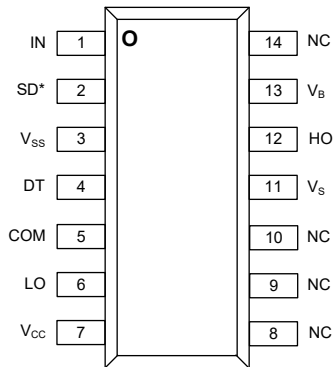 IN 1 O 14 NC
SD* 2 13 VB
VSS 3 12 HO
DT 4 11 VS
COM 5 10 NC
LO 6 9 NC
VCC 7 8 NC